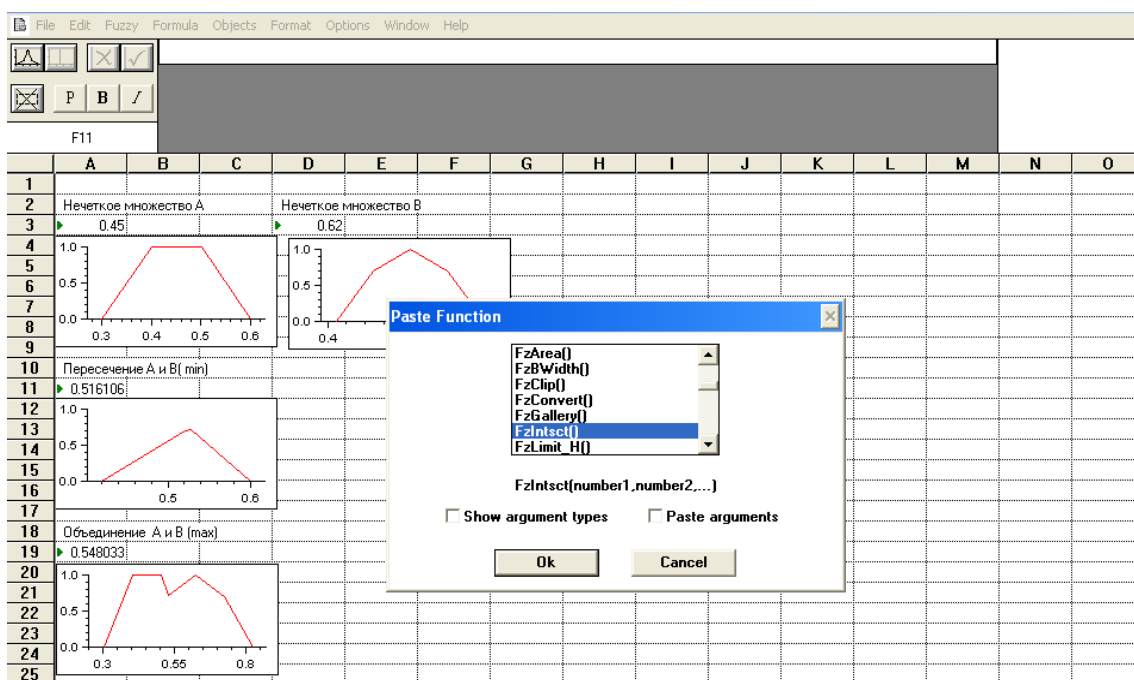 File Edit Fuzzy Formula Objects Format Options Window Help
P B I
F11
A B C D E F G H I J K L M N O
1
2 Нечеткое множество А Нечеткое множество В
3 0.45 0.62
4 1.0 1.0
5
6 0.5 0.5
7
8 0.0 0.0
0.3 0.4 0.5 0.6 0.4
9
10 Пересечение А и В( min)
11 0.516106
12 1.0
13
14 0.5
15
16 0.0
0.5 0.6
17
18 Объединение А и В (max)
19 0.548033
20 1.0
21
22 0.5
23
24 0.0
0.3 0.55 0.8
25
Paste Function
FzArea()
FzBWidth()
FzClip()
FzConvert()
FzGallery()
FzIntsct()
FzLimit_H()
FzIntsct(number1,number2,...)
Show argument types Paste arguments
Ok Cancel